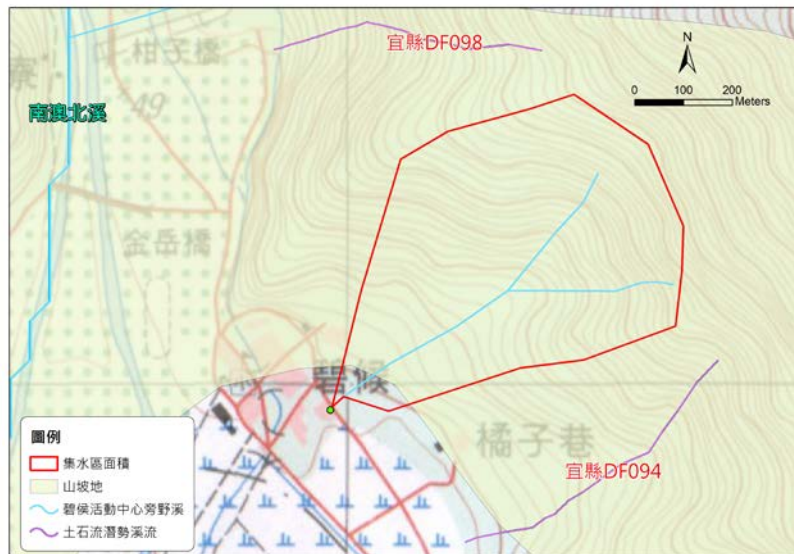 宜縣DF098
柑子橋
寮
N
49
南澳北溪
0 100 200
Meters
金岳橋
碧候
橘子巷
宜縣DF094
圖例
集水區面積
山坡地
碧侯活動中心旁野溪
土石流潛勢溪流